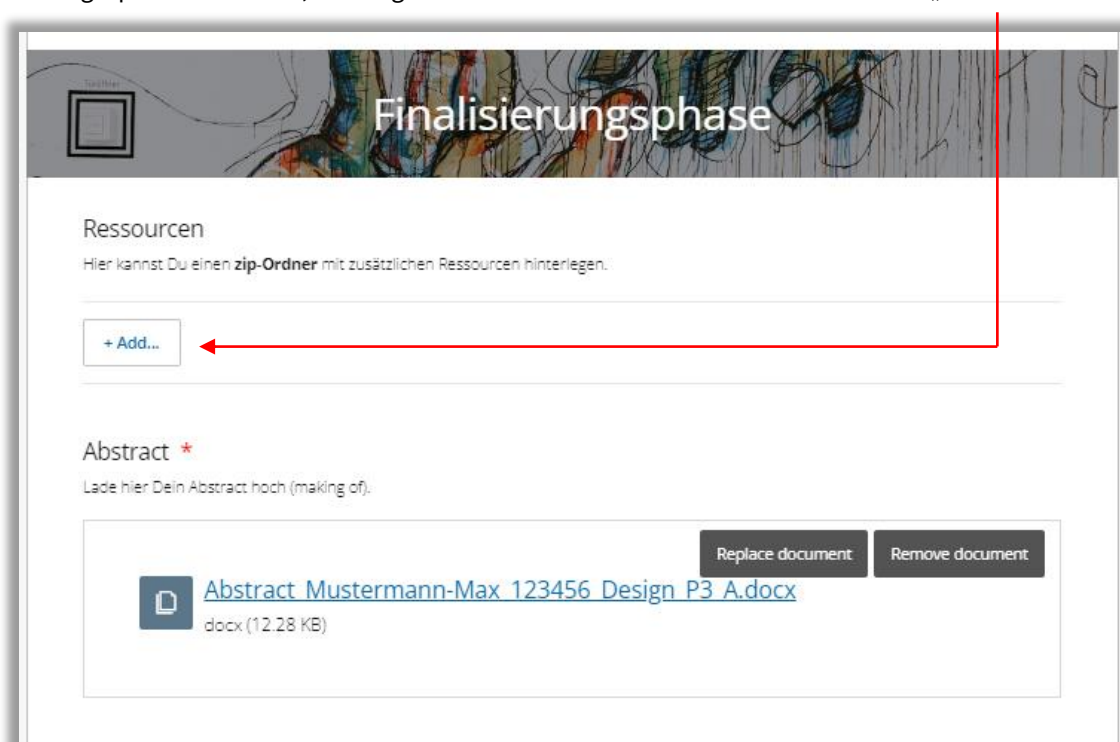 Finalisierungsphase
Ressourcen
Hier kannst Du einen zip-Ordner mit zusätzlichen Ressourcen hinterlegen.
+ Add...
Abstract *
Lade hier Dein Abstract hoch (making of).
Replace document Remove document
Abstract_Mustermann-Max_123456_Design_P3_A.docx
docx (12.28 KB)